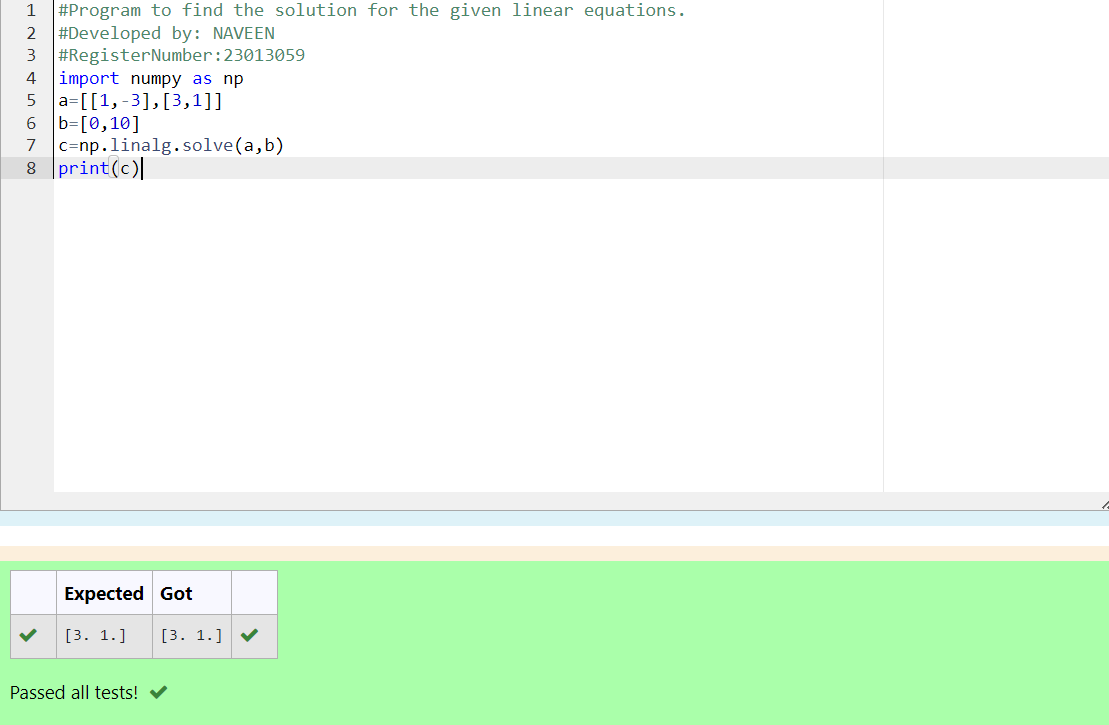 1 #Program to find the solution for the given linear equations.
2 #Developed by: NAVEEN
3 #RegisterNumber:23013059
4 import numpy as np
5 a=[[1,-3],[3,1]]
6 b=[0,10]
7 c=np.linalg.solve(a,b)
8 print(c)
Expected Got
[3. 1.] [3. 1.]
Passed all tests!